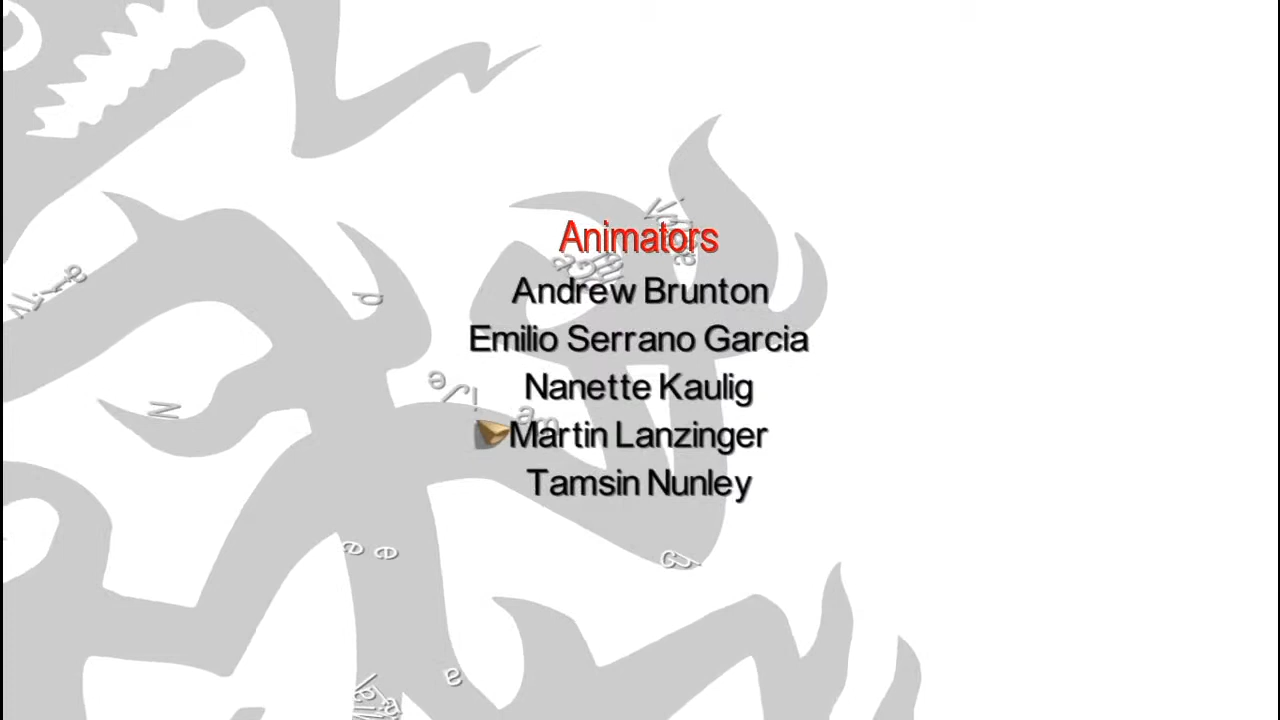 Animators
Andrew Brunton
Emilio Serrano Garcia
Nanette Kaulig
Martin Lanzinger
Tamsin Nunley